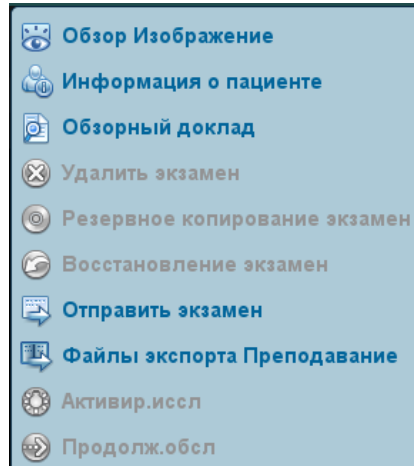 Обзор Изображение
Информация о пациенте
Обзорный доклад
Удалить экзамен
Резервное копирование экзамен
Восстановление экзамен
Отправить экзамен
Файлы экспорта Преподавание
Активир.иссл
Продолж.обсл